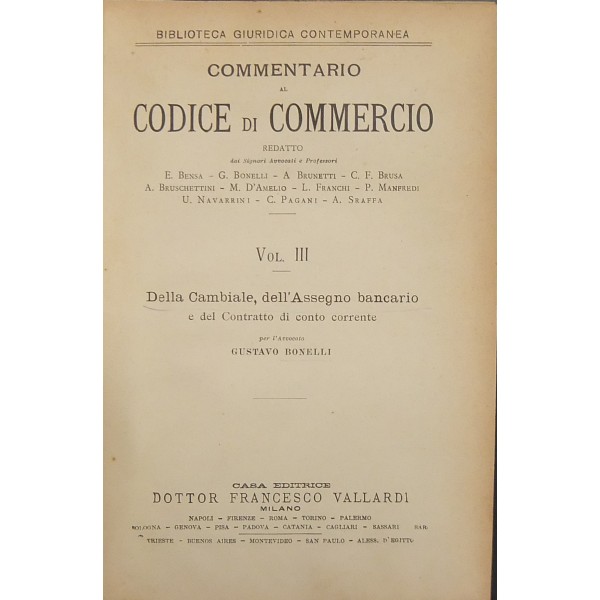 BIBLIOTECA GIURIDICA CONTEMPORANEA
COMMENTARIO
AL
CODICE DI COMMERCIO
REDATTO
dai Signori Avvocati e Professori
E. BENSA - G. BONELLI - A BRUNETTI - C. F. BRUSA
A. BRUSCHETTINI - M. D'AMELIO - L. FRANCHI - P. MANFREDI
U. NAVARRINI - C. PAGANI - A. SRAFFA
VOL. III
Della Cambiale, dell'Assegno bancario
e del Contratto di conto corrente
per l'Avvocato
GUSTAVO BONELLI
CASA EDITRICE
DOTTOR FRANCESCO VALLARDI
MILANO
NAPOLI - FIRENZE - ROMA - TORINO - PALERMO
BOLOGNA - GENOVA - PISA - PADOVA - CATANIA - CAGLIARI - SASSARI BARI
TRIESTE - BUENOS AIRES - MONTEVIDEO - SAN PAULO - ALESS. D'EGITTO